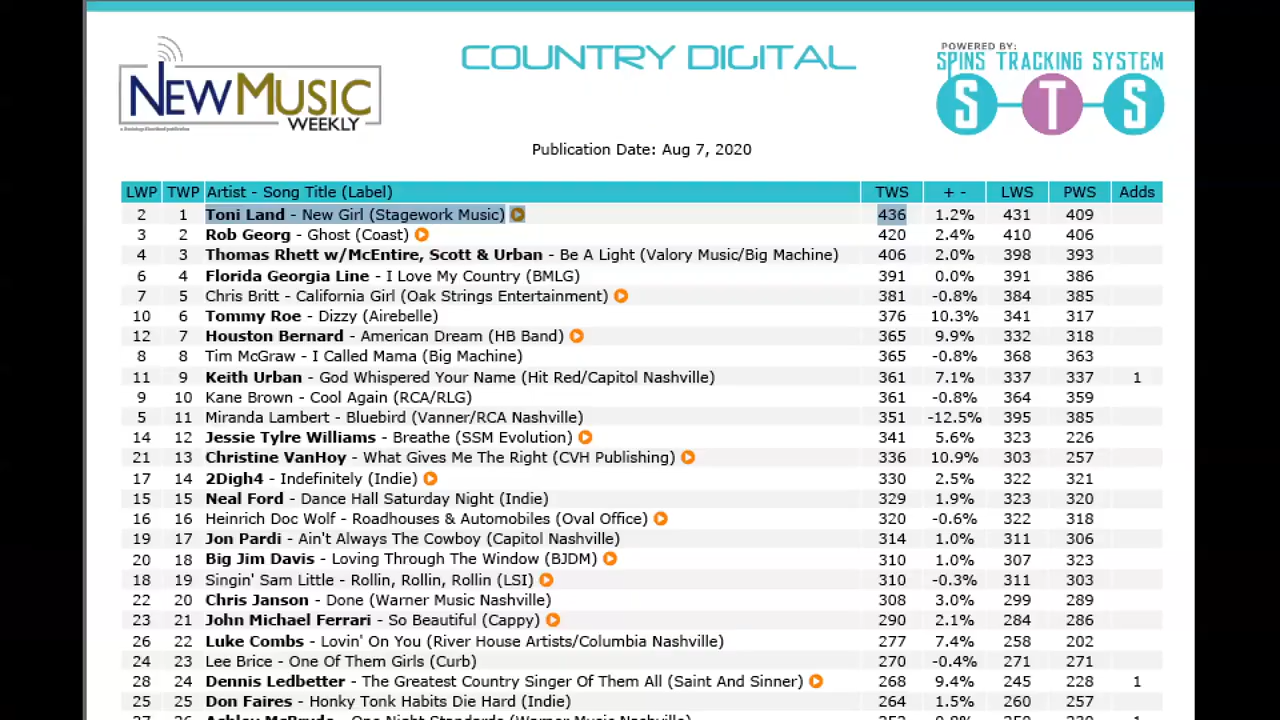 COUNTRY DIGITAL
NEW MUSIC
WEEKLY
POWERED BY:
SPINS TRACKING SYSTEM
S T S
Publication Date: Aug 7, 2020
LWP TWP Artist - Song Title (Label) TWS + - LWS PWS Adds
2 1 Toni Land - New Girl (Stagework Music) 436 1.2% 431 409
3 2 Rob Georg - Ghost (Coast) 420 2.4% 410 406
4 3 Thomas Rhett w/McEntire, Scott & Urban - Be A Light (Valory Music/Big Machine) 406 2.0% 398 393
6 4 Florida Georgia Line - I Love My Country (BMLG) 391 0.0% 391 386
7 5 Chris Britt - California Girl (Oak Strings Entertainment) 381 -0.8% 384 385
10 6 Tommy Roe - Dizzy (Airebelle) 376 10.3% 341 317
12 7 Houston Bernard - American Dream (HB Band) 365 9.9% 332 318
8 8 Tim McGraw - I Called Mama (Big Machine) 365 -0.8% 368 363
11 9 Keith Urban - God Whispered Your Name (Hit Red/Capitol Nashville) 361 7.1% 337 337 1
9 10 Kane Brown - Cool Again (RCA/RLG) 361 -0.8% 364 359
5 11 Miranda Lambert - Bluebird (Vanner/RCA Nashville) 351 -12.5% 395 385
14 12 Jessie Tylre Williams - Breathe (SSM Evolution) 341 5.6% 323 226
21 13 Christine VanHoy - What Gives Me The Right (CVH Publishing) 336 10.9% 303 257
17 14 2Digh4 - Indefinitely (Indie) 330 2.5% 322 321
15 15 Neal Ford - Dance Hall Saturday Night (Indie) 329 1.9% 323 320
16 16 Heinrich Doc Wolf - Roadhouses & Automobiles (Oval Office) 320 -0.6% 322 318
19 17 Jon Pardi - Ain't Always The Cowboy (Capitol Nashville) 314 1.0% 311 306
20 18 Big Jim Davis - Loving Through The Window (BJDM) 310 1.0% 307 323
18 19 Singin' Sam Little - Rollin, Rollin, Rollin (LSI) 310 -0.3% 311 303
22 20 Chris Janson - Done (Warner Music Nashville) 308 3.0% 299 289
23 21 John Michael Ferrari - So Beautiful (Cappy) 290 2.1% 284 286
26 22 Luke Combs - Lovin' On You (River House Artists/Columbia Nashville) 277 7.4% 258 202
24 23 Lee Brice - One Of Them Girls (Curb) 270 -0.4% 271 271
28 24 Dennis Ledbetter - The Greatest Country Singer Of Them All (Saint And Sinner) 268 9.4% 245 228 1
25 25 Don Faires - Honky Tonk Habits Die Hard (Indie) 264 1.5% 260 257